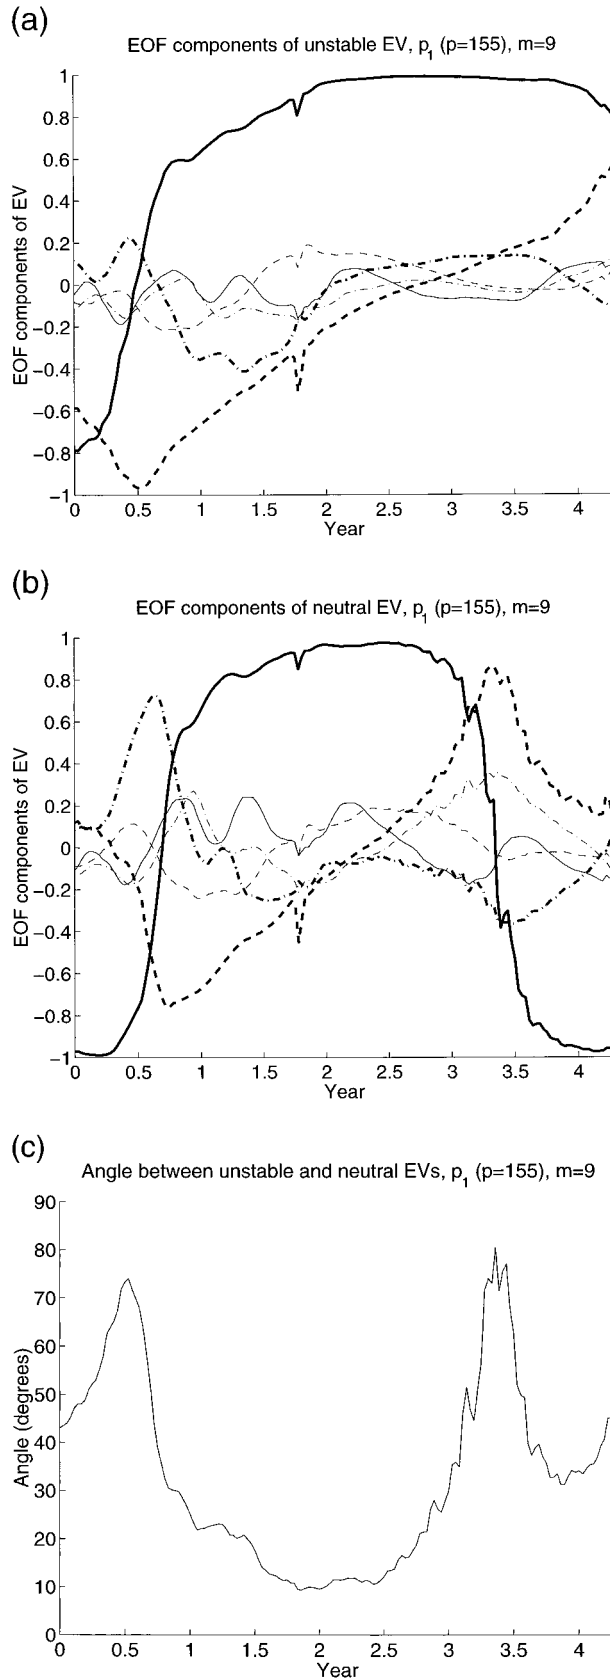 (a)
EOF components of unstable EV, p1 (p=155), m=9
1
0.8
0.6
0.4
0.2
0
−0.2
−0.4
−0.6
−0.8
−1
EOF components of EV
0 0.5 1 1.5 2 2.5 3 3.5 4
Year
(b)
EOF components of neutral EV, p1 (p=155), m=9
1
0.8
0.6
0.4
0.2
0
−0.2
−0.4
−0.6
−0.8
−1
EOF components of EV
0 0.5 1 1.5 2 2.5 3 3.5 4
Year
(c)
Angle between unstable and neutral EVs, p1 (p=155), m=9
90
80
70
60
50
40
30
20
10
0
Angle (degrees)
0 0.5 1 1.5 2 2.5 3 3.5 4
Year